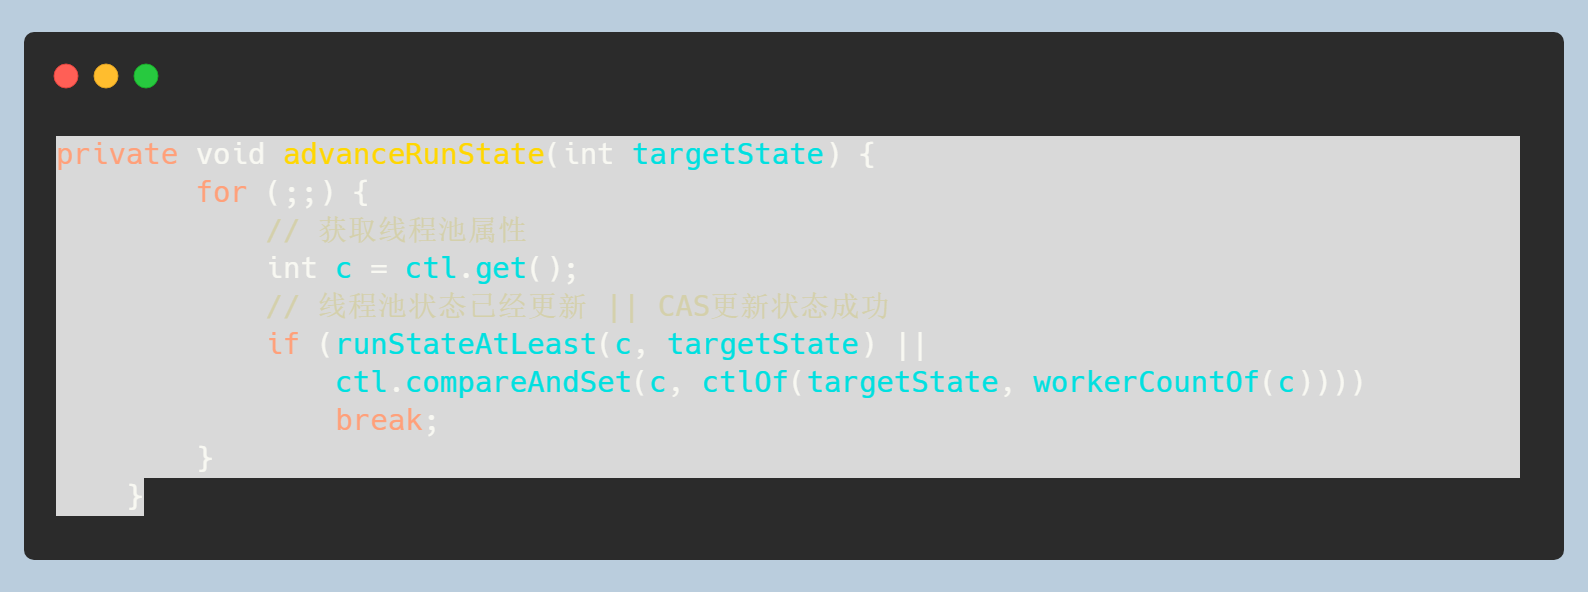 private void advanceRunState(int targetState) {
for (;;) {
// 获取线程池属性
int c = ctl.get();
// 线程池状态已经更新 || CAS更新状态成功
if (runStateAtLeast(c, targetState) ||
ctl.compareAndSet(c, ctlOf(targetState, workerCountOf(c))))
break;
}
}